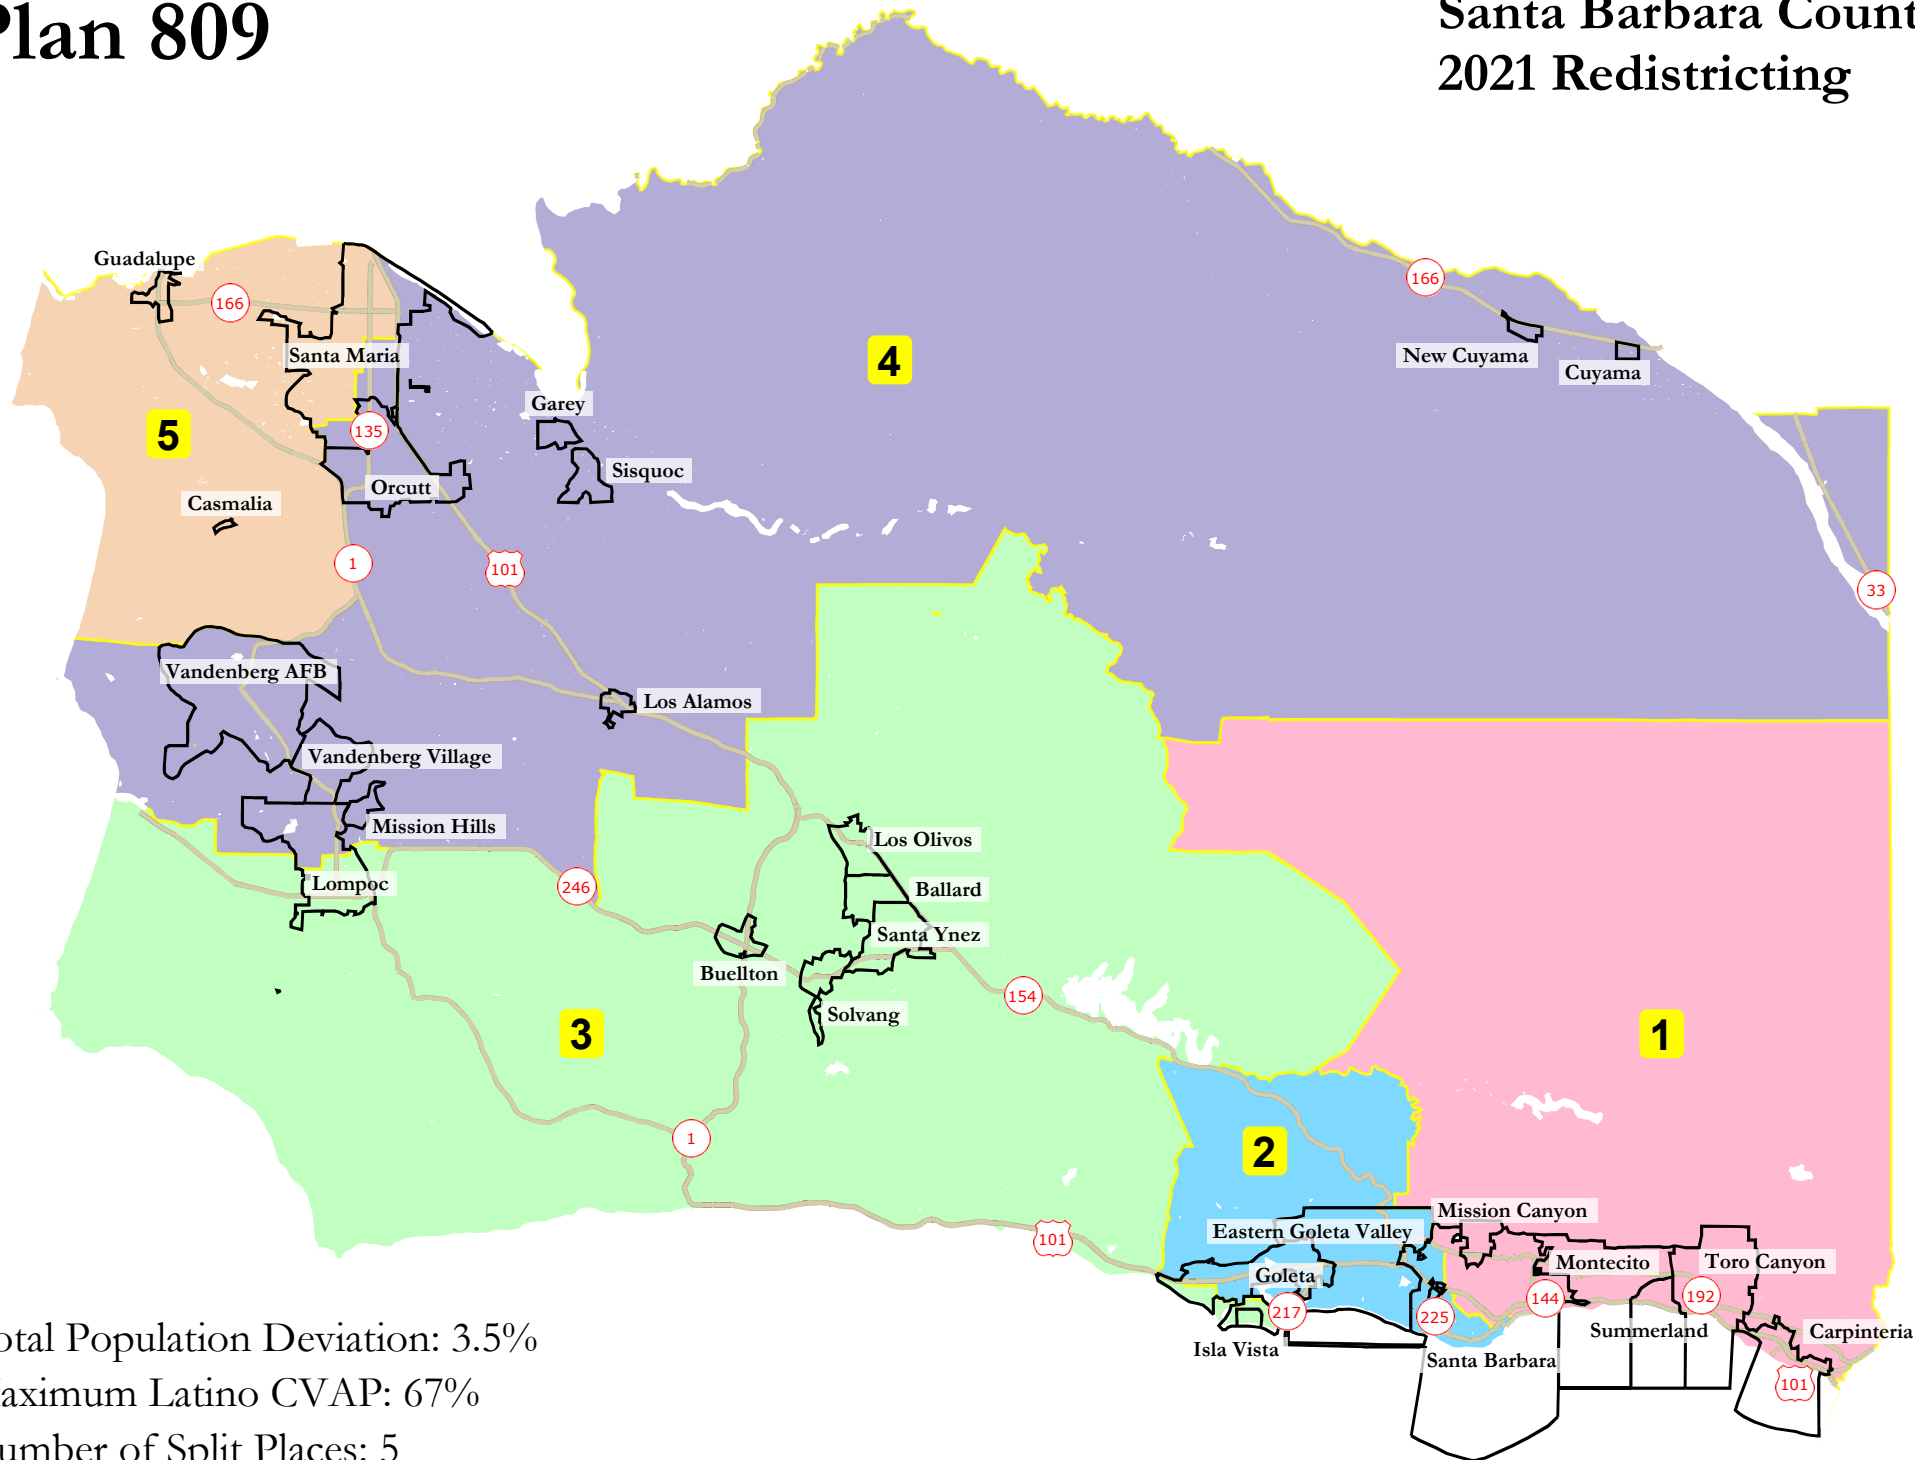 Plan 809
Santa Barbara Count
2021 Redistricting
Guadalupe
166
Santa Maria
5
135
Orcutt
Casmalia
1
101
Garey
Sisquoc
4
166
New Cuyama
Cuyama
33
Vandenberg AFB
Los Alamos
Vandenberg Village
Mission Hills
Lompoc
246
Los Olivos
Ballard
Santa Ynez
Buellton
Solvang
154
3
1
1
2
101
Mission Canyon
Eastern Goleta Valley
Goleta
217
Isla Vista
225
Santa Barbara
144
Montecito
Toro Canyon
192
Summerland
Carpinteria
101
otal Population Deviation: 3.5%
aximum Latino CVAP: 67%
umber of Split Places: 5